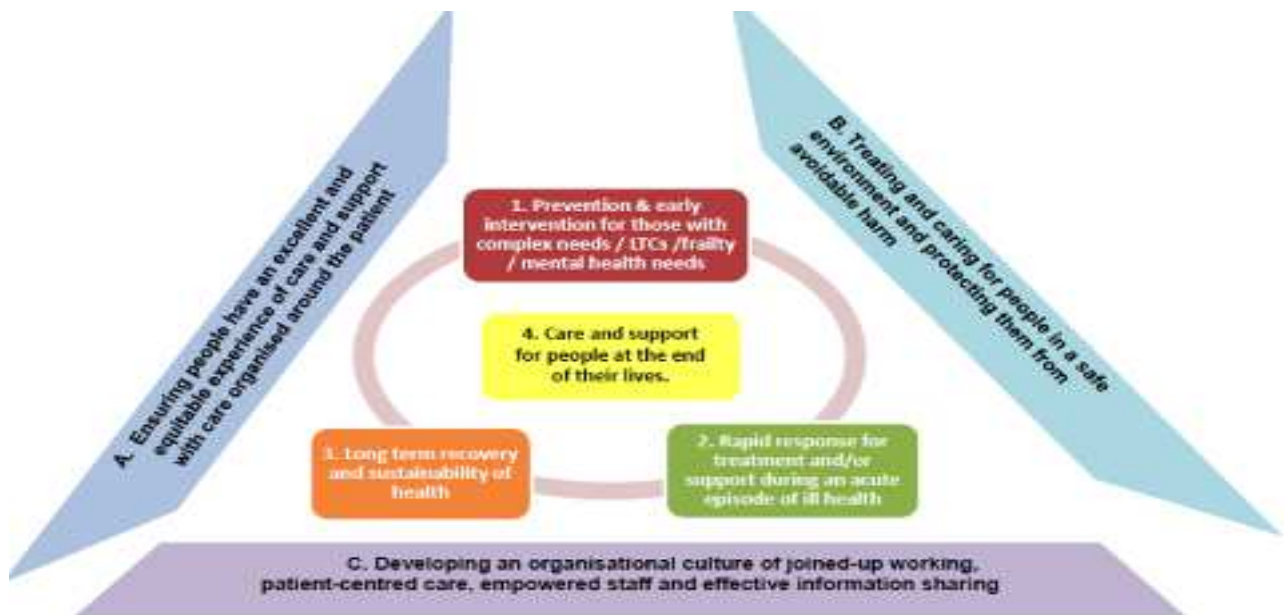 A. Ensuring people have an excellent and
equitable experience of care and support
with care organised around the patient
B. Treating and caring for people in a safe
environment and protecting them from
avoidable harm
1. Prevention & early
intervention for those with
complex needs / LTCs /frailty
/ mental health needs
4. Care and support
for people at the end
of their lives.
3. Long term recovery
and sustainability of
health
2. Rapid response for
treatment and/or
support during an acute
episode of ill health
C. Developing an organisational culture of joined-up working,
patient-centred care, empowered staff and effective information sharing